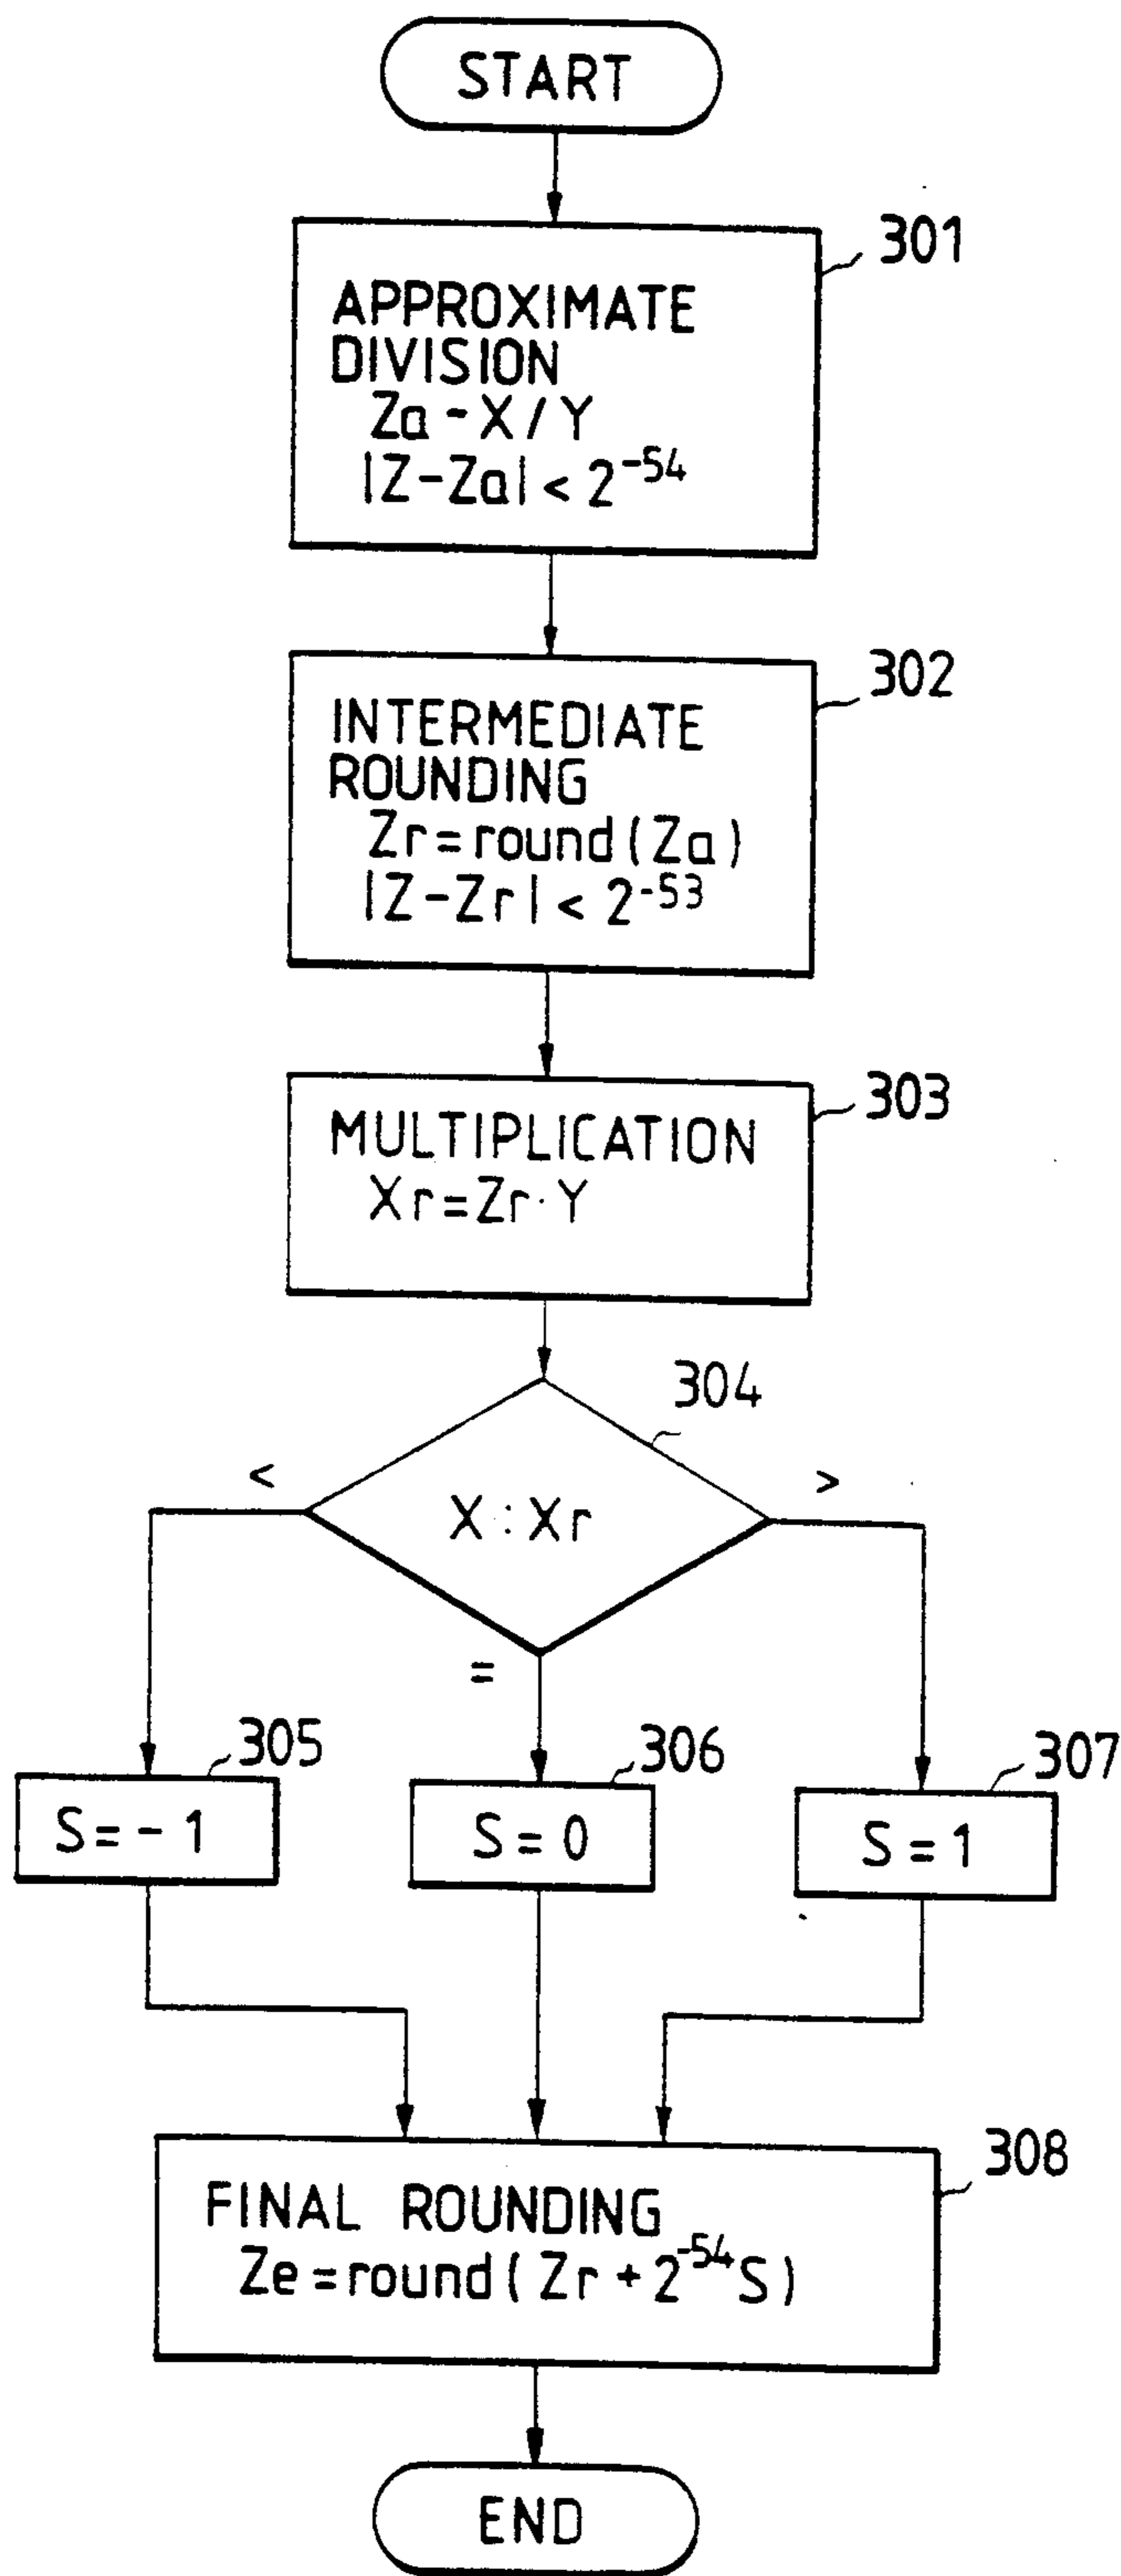 START
301
APPROXIMATE
DIVISION
Za - X / Y
|Z-Za| < 2^-54
302
INTERMEDIATE
ROUNDING
Zr = round (Za)
|Z-Zr| < 2^-53
303
MULTIPLICATION
Xr = Zr · Y
304
<
>
X : Xr
=
305
306
307
S = - 1
S = 0
S = 1
308
FINAL ROUNDING
Ze = round ( Zr + 2^-54 S )
END